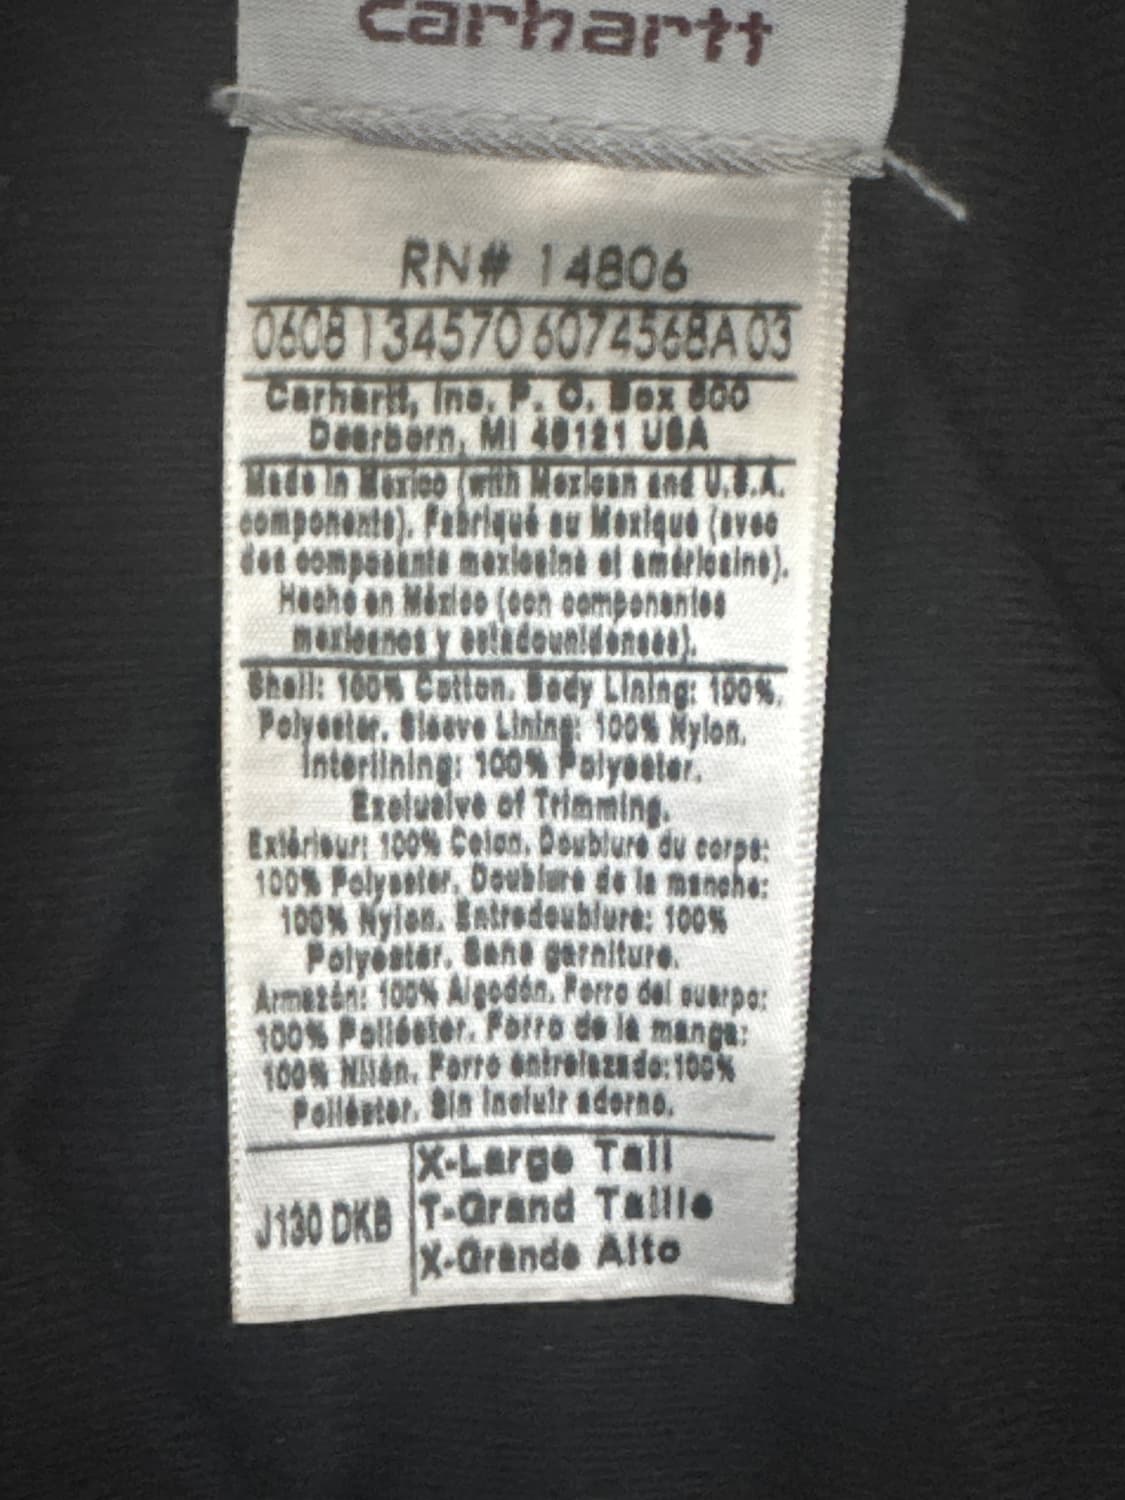 carhartt
RN# 14806
0608 134570 6074568A 03
Carhartt, Inc. P. O. Box 600
Dearborn, MI 48121 USA
Made in Mexico (with Mexican and U.S.A.
components). Fabriqué au Mexique (avec
des composants mexicains et américains).
Hecho en México (con componentes
mexicanos y estadounidenses).
Shell: 100% Cotton. Body Lining: 100%.
Polyester. Sleeve Lining: 100% Nylon.
Interlining: 100% Polyester.
Exclusive of Trimming.
Extérieur: 100% Coton. Doublure du corps:
100% Polyester. Doublure de la manche:
100% Nylon. Entredoublure: 100%
Polyester. Sans garniture.
Armazón: 100% Algodón. Forro del cuerpo:
100% Poliéster. Forro de la manga:
100% Nilón. Forro entrelazado:100%
Poliéster. Sin incluir adorno.
J130 DKB
X-Large Tall
T-Grand Taille
X-Grande Alto